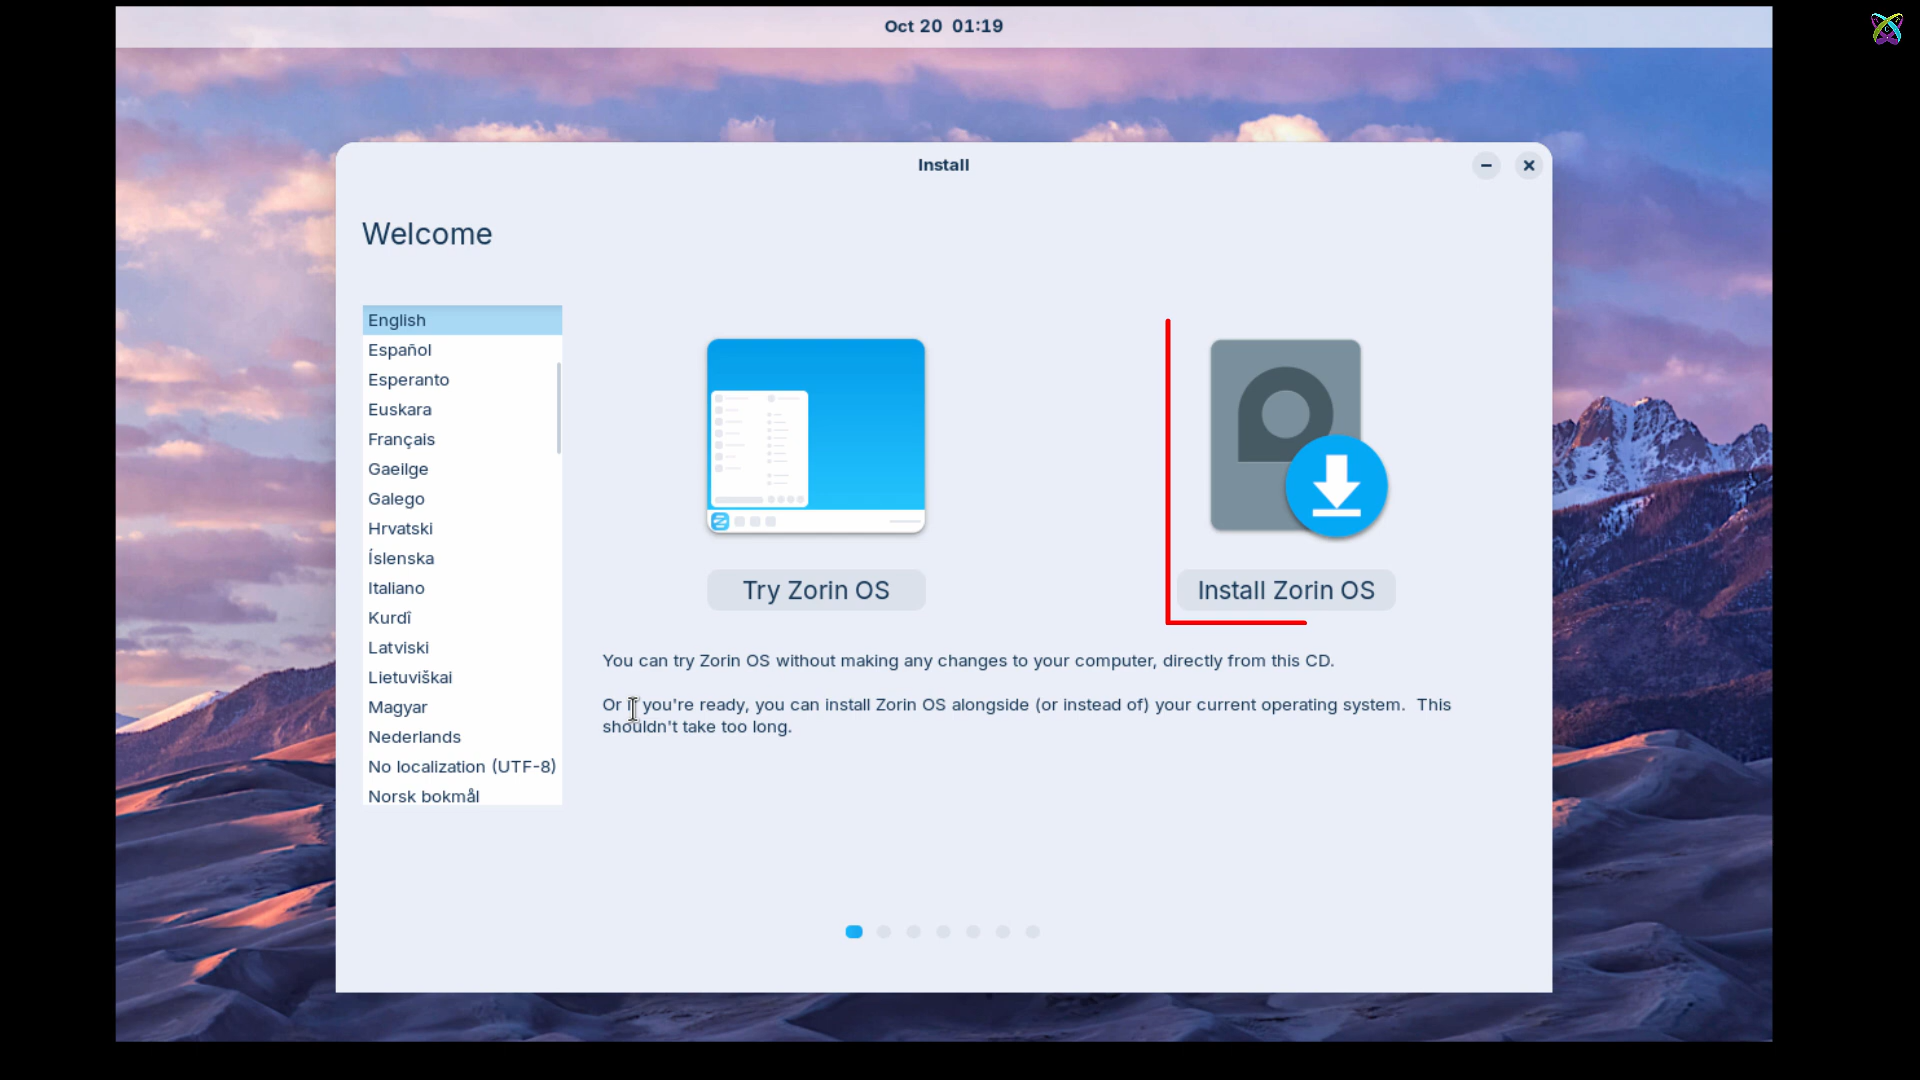 Oct 20 01:19
Install
Welcome
English
Español
Esperanto
Euskara
Français
Gaeilge
Galego
Hrvatski
Íslenska
Italiano
Kurdî
Latviski
Lietuviškai
Magyar
Nederlands
No localization (UTF-8)
Norsk bokmål
Try Zorin OS
Install Zorin OS
You can try Zorin OS without making any changes to your computer, directly from this CD.
Or if you're ready, you can install Zorin OS alongside (or instead of) your current operating system. This
shouldn't take too long.